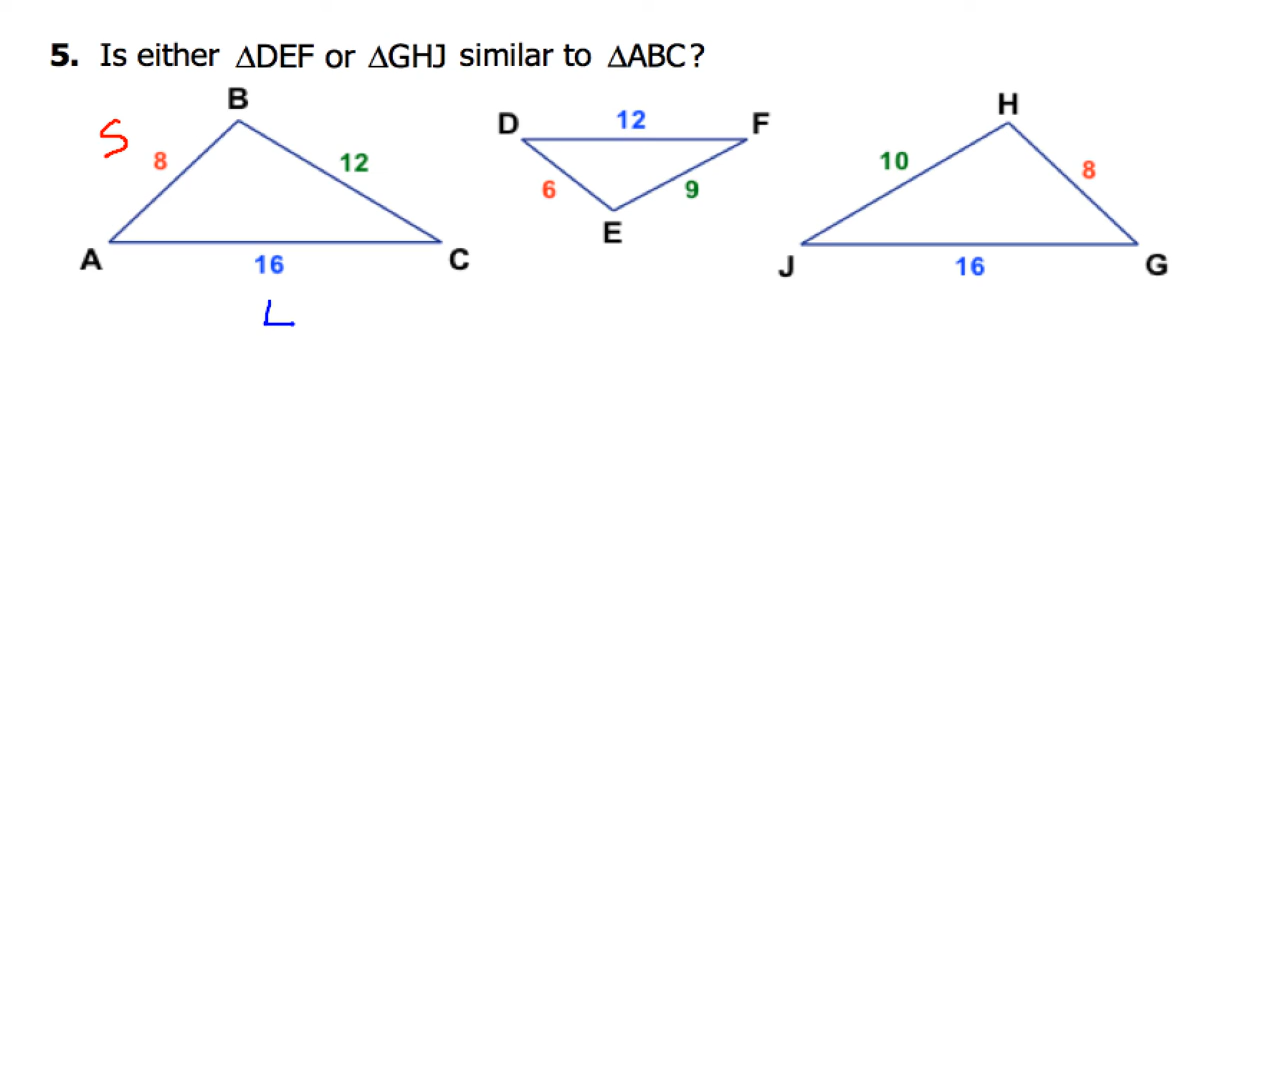 5. Is either ΔDEF or ΔGHJ similar to ΔABC?
B
S
8
12
A
C
16
L
D
12
F
6
9
E
H
10
8
J
16
G